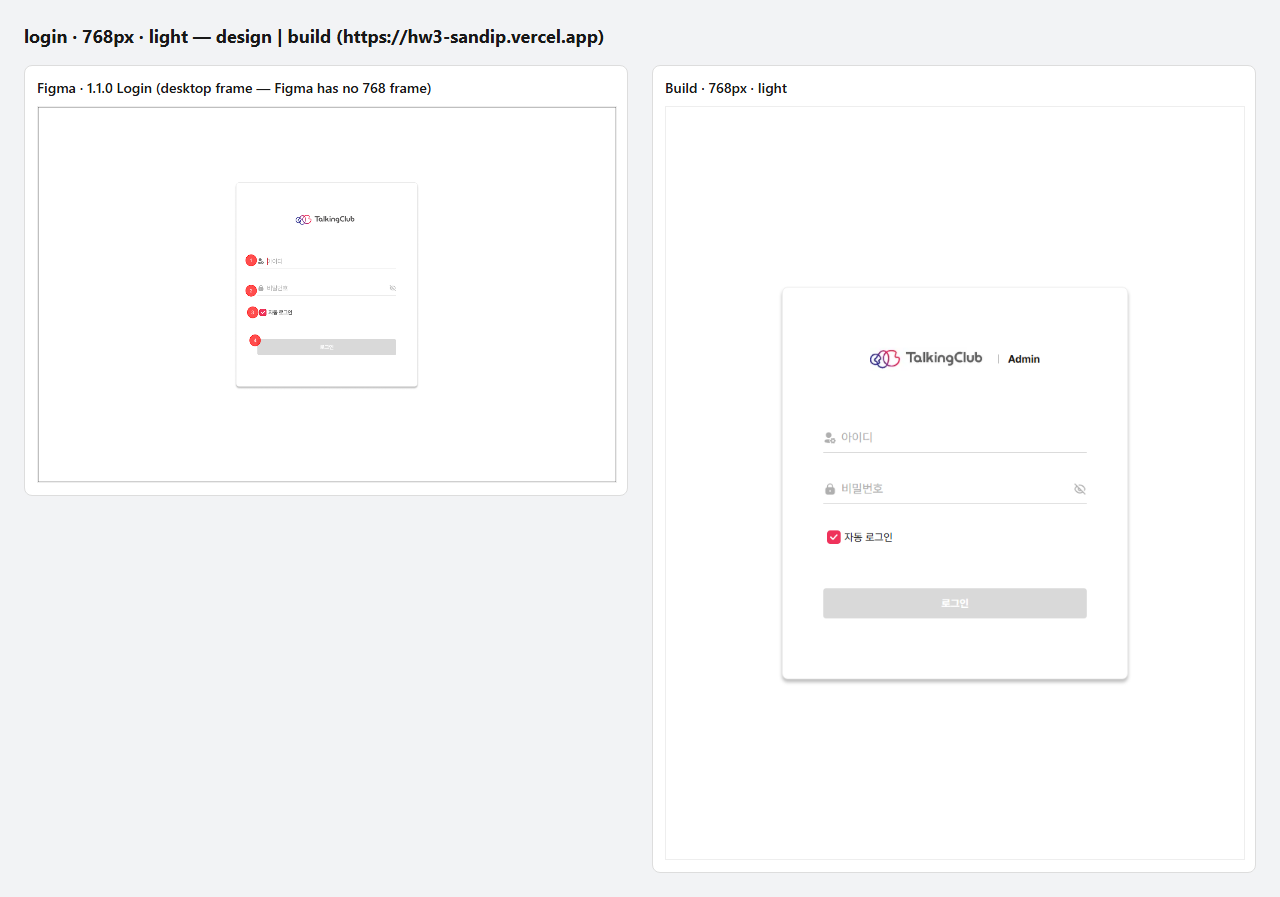 login · 768px · light — design | build (https://hw3-sandip.vercel.app)
Figma · 1.1.0 Login (desktop frame — Figma has no 768 frame)
TalkingClub
아이디
비밀번호
자동 로그인
로그인
Build · 768px · light
TalkingClub | Admin
아이디
비밀번호
자동 로그인
로그인